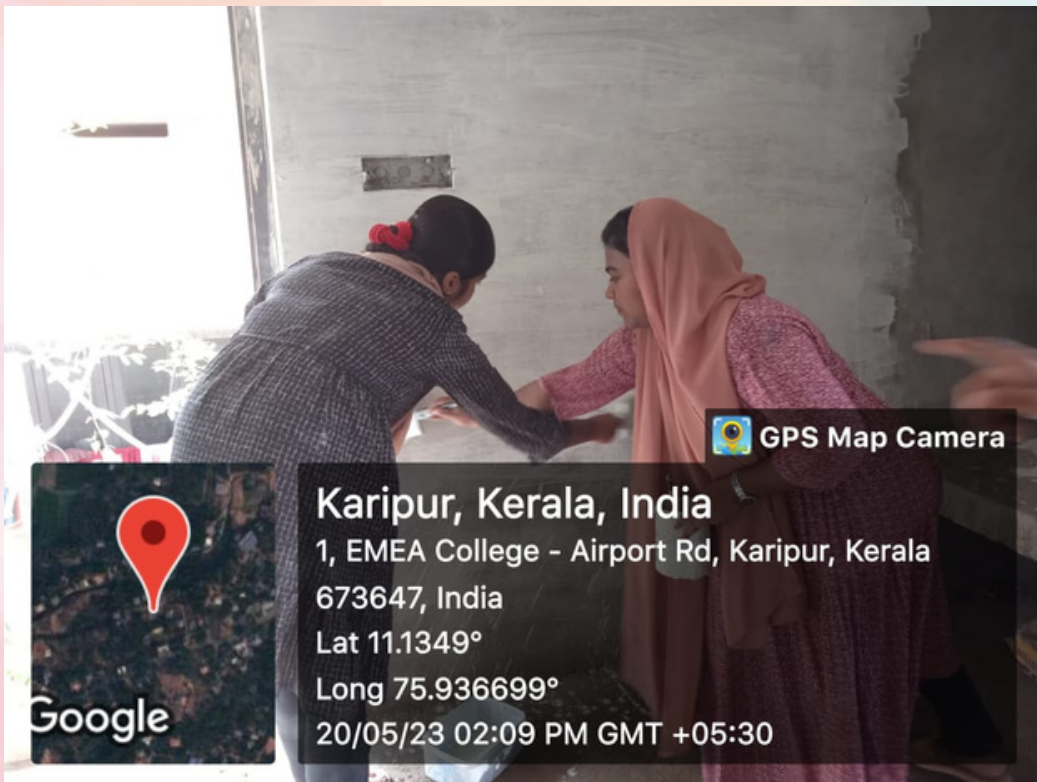 GPS Map Camera
Karipur, Kerala, India
1, EMEA College - Airport Rd, Karipur, Kerala
673647, India
Lat 11.1349°
Long 75.936699°
20/05/23 02:09 PM GMT +05:30
Google